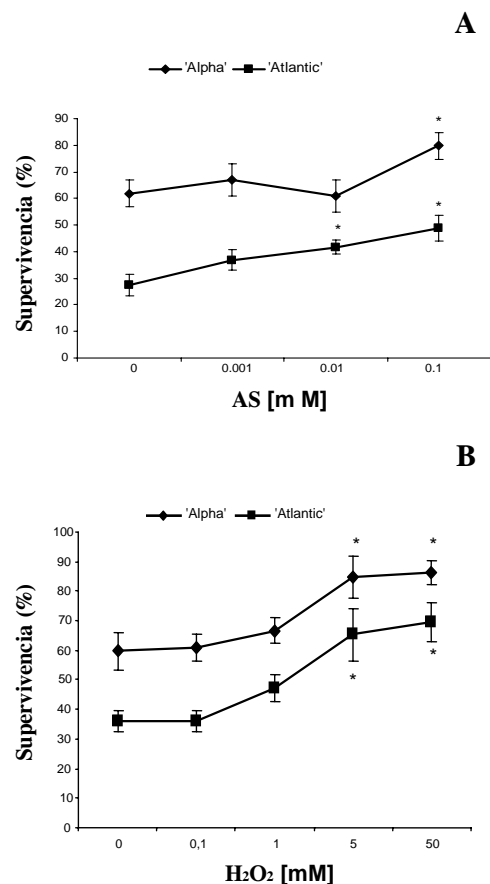 A
'Alpha' 'Atlantic'
Supervivencia (%)
90
80
70
60
50
40
30
20
10
0
*
*
*
0 0.001 0.01 0.1
AS [m M]
B
'Alpha' 'Atlantic'
Supervivencia (%)
100
90
80
70
60
50
40
30
20
10
0
* *
*
*
0 0,1 1 5 50
H₂O₂ [mM]